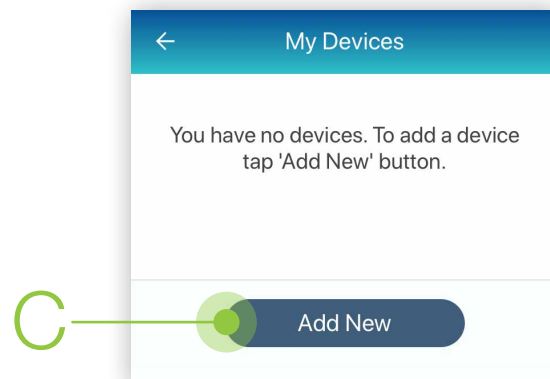 My Devices
You have no devices. To add a device
tap 'Add New' button.
C
Add New